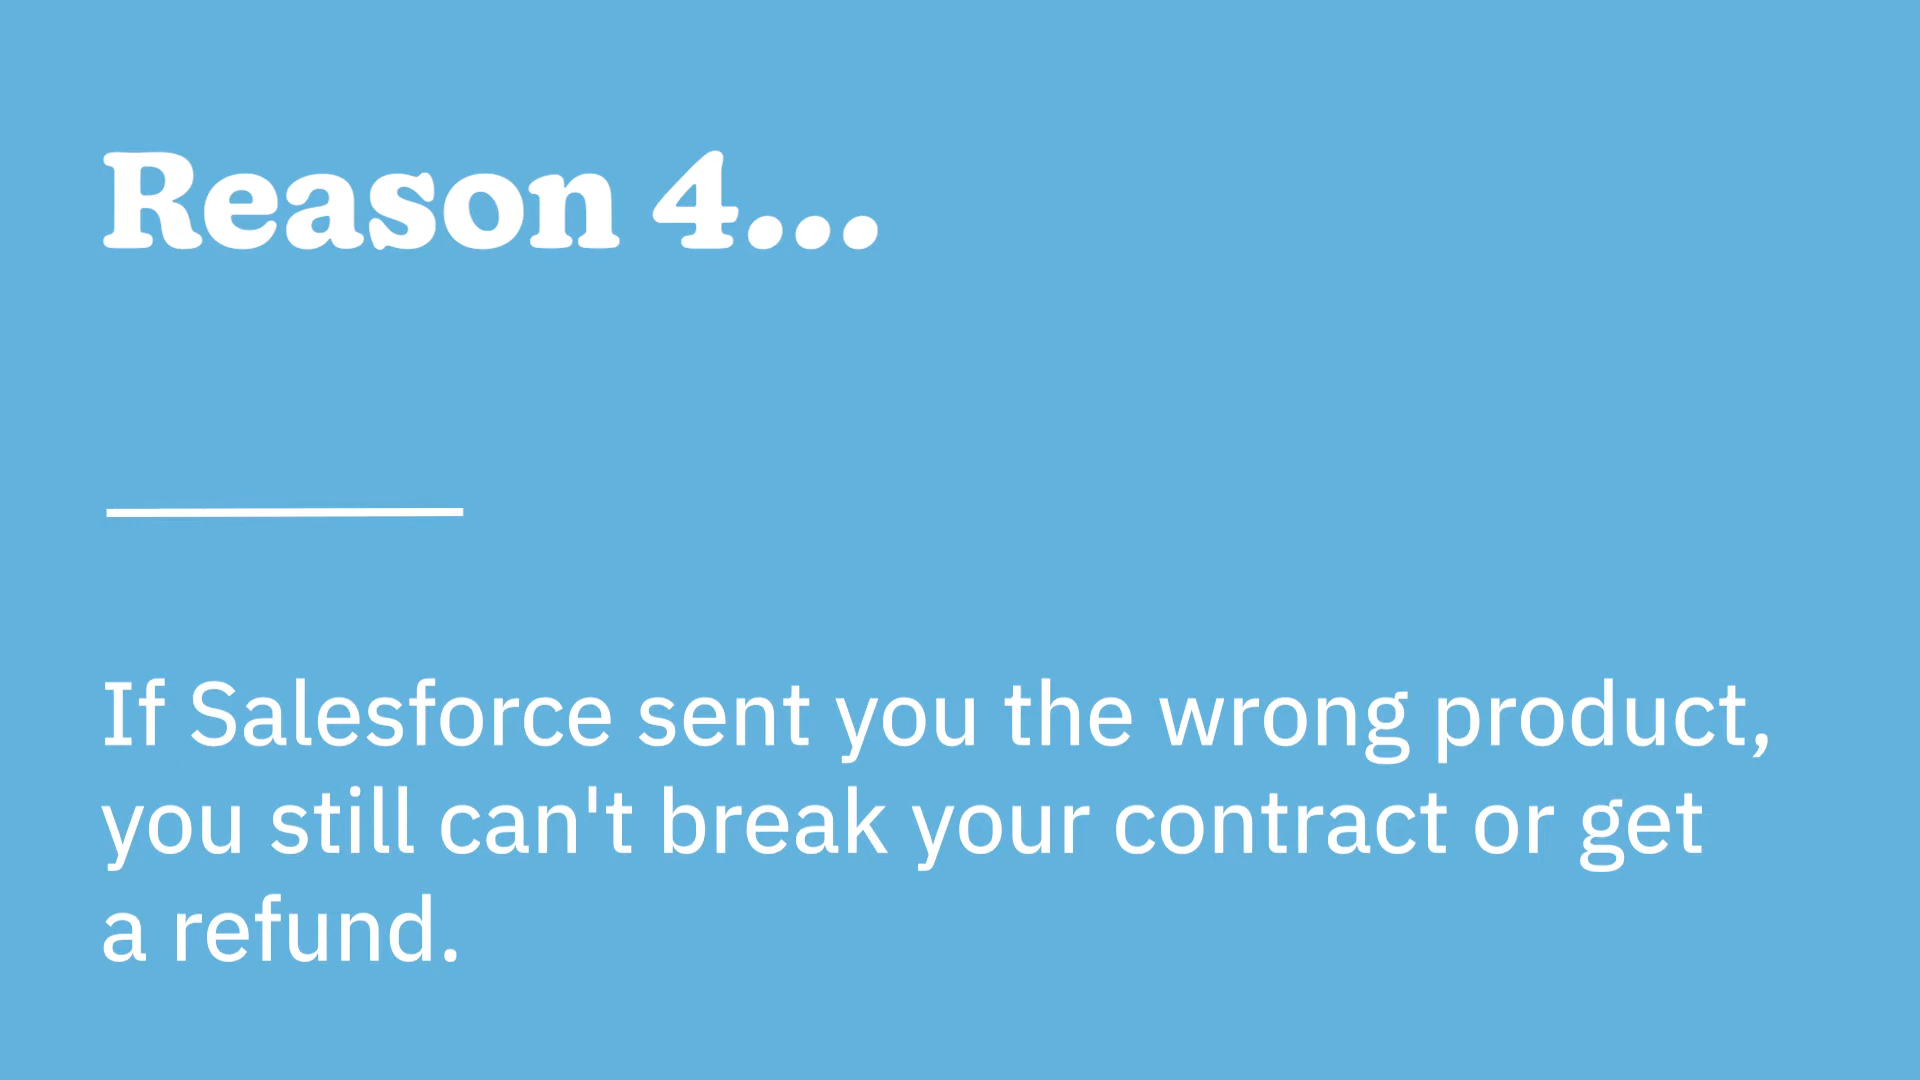 Reason 4...
If Salesforce sent you the wrong product,
you still can't break your contract or get
a refund.